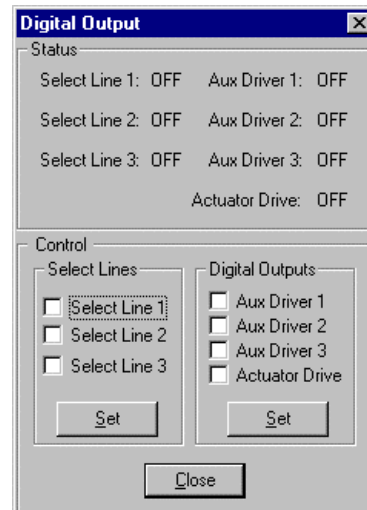 Digital Output
Status
Select Line 1: OFF Aux Driver 1: OFF
Select Line 2: OFF Aux Driver 2: OFF
Select Line 3: OFF Aux Driver 3: OFF
Actuator Drive: OFF
Control
Select Lines
Select Line 1
Select Line 2
Select Line 3
Set
Digital Outputs
Aux Driver 1
Aux Driver 2
Aux Driver 3
Actuator Drive
Set
Close